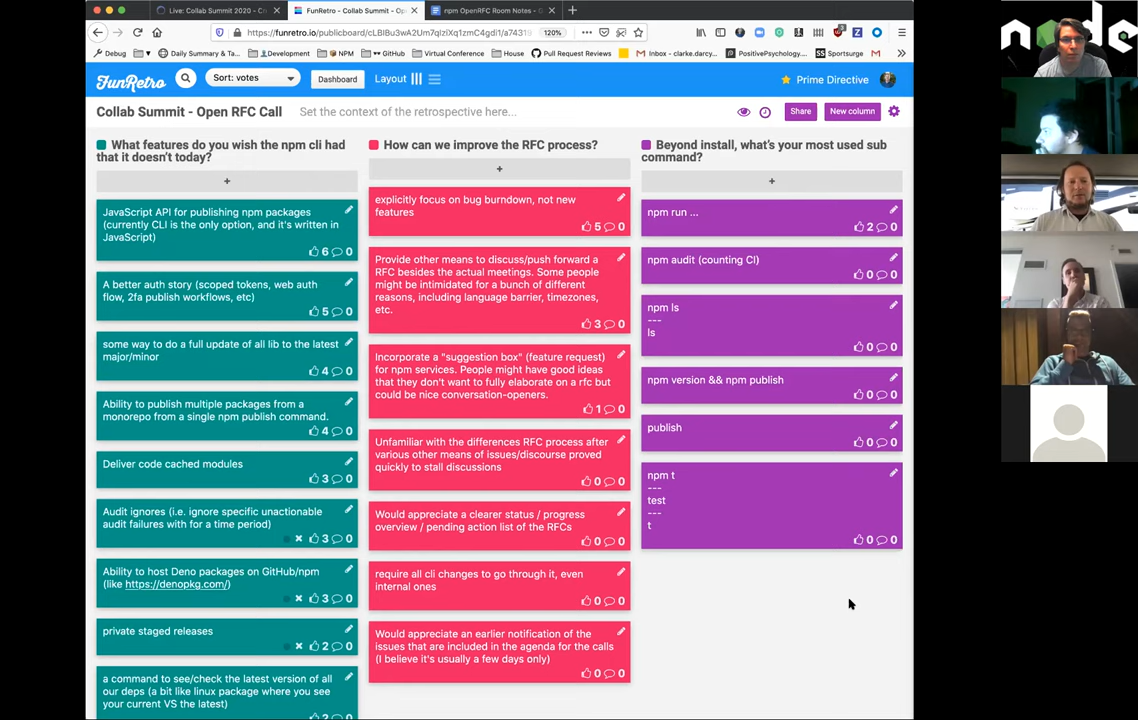 Live: Collab Summit 2020 - Cr
FunRetro - Collab Summit - Op
npm OpenRFC Room Notes - G
https://funretro.io/publicboard/cLBlBu3wA2Um7qIziXq1zmC4gdi1/a7431
120%
Debug
Daily Summary & Ta...
Development
NPM
GitHub
Virtual Conference
House
Pull Request Reviews
Inbox - clarke.darcy...
PositivePsychology....
Sportsurge
M
FunRetro
Sort: votes
Dashboard
Layout
Prime Directive
Collab Summit - Open RFC Call
Set the context of the retrospective here...
Share
New column
What features do you wish the npm cli had
that it doesn't today?
+
JavaScript API for publishing npm packages
(currently CLI is the only option, and it's written in
JavaScript)
6 0
A better auth story (scoped tokens, web auth
flow, 2fa publish workflows, etc)
5 0
some way to do a full update of all lib to the latest
major/minor
4 0
Ability to publish multiple packages from a
monorepo from a single npm publish command.
4 0
Deliver code cached modules
3 0
Audit ignores (i.e. ignore specific unactionable
audit failures with for a time period)
3 0
Ability to host Deno packages on GitHub/npm
(like https://denopkg.com/)
3 0
private staged releases
2 0
a command to see/check the latest version of all
our deps (a bit like linux package where you see
your current VS the latest)
2 0
How can we improve the RFC process?
+
explicitly focus on bug burndown, not new
features
5 0
Provide other means to discuss/push forward a
RFC besides the actual meetings. Some people
might be intimidated for a bunch of different
reasons, including language barrier, timezones,
etc.
3 0
Incorporate a "suggestion box" (feature request)
for npm services. People might have good ideas
that they don't want to fully elaborate on a rfc but
could be nice conversation-openers.
1 0
Unfamiliar with the differences RFC process after
various other means of issues/discourse proved
quickly to stall discussions
0 0
Would appreciate a clearer status / progress
overview / pending action list of the RFCs
0 0
require all cli changes to go through it, even
internal ones
0 0
Would appreciate an earlier notification of the
issues that are included in the agenda for the calls
(I believe it's usually a few days only)
0 0
Beyond install, what's your most used sub
command?
+
npm run ...
2 0
npm audit (counting CI)
0 0
npm ls
---
ls
0 0
npm version && npm publish
0 0
publish
0 0
npm t
---
test
---
t
0 0